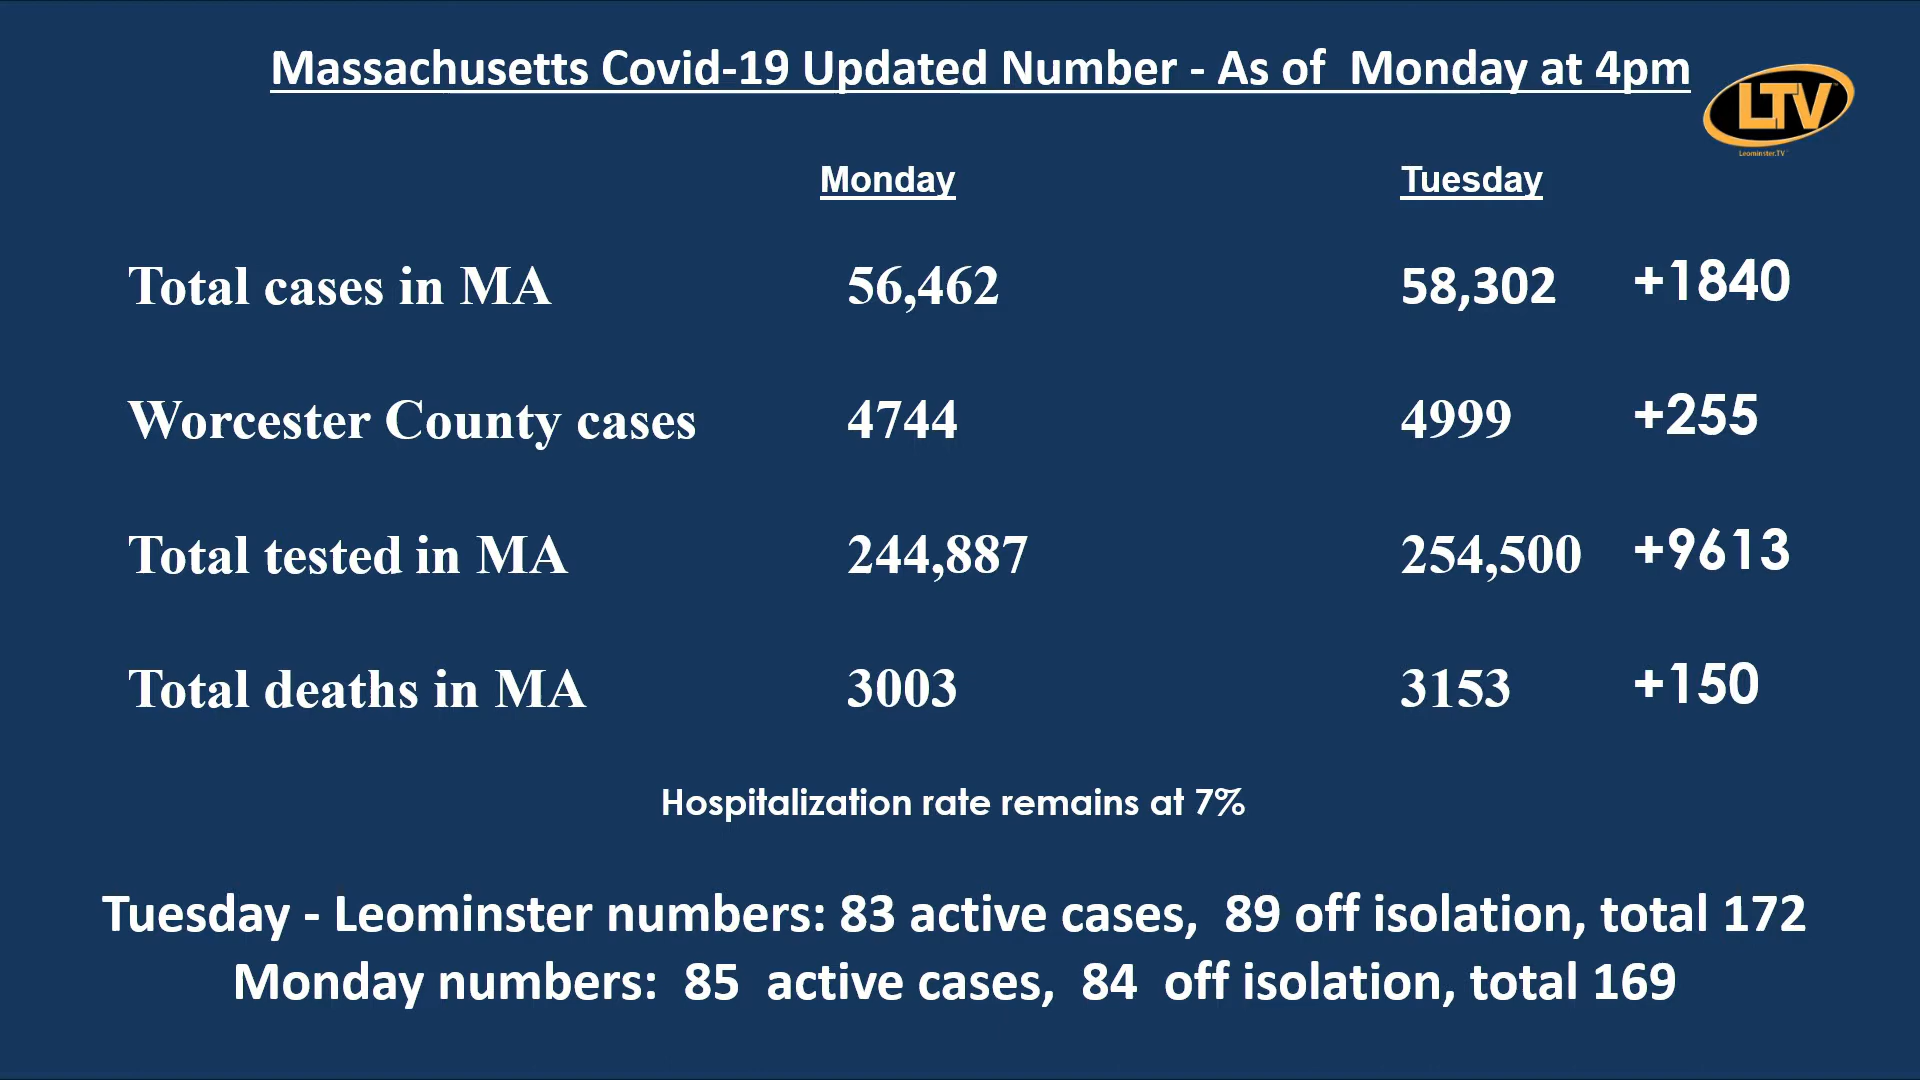 Massachusetts Covid-19 Updated Number - As of Monday at 4pm
LTV
Leominster.TV
Monday Tuesday
Total cases in MA 56,462 58,302 +1840
Worcester County cases 4744 4999 +255
Total tested in MA 244,887 254,500 +9613
Total deaths in MA 3003 3153 +150
Hospitalization rate remains at 7%
Tuesday - Leominster numbers: 83 active cases, 89 off isolation, total 172
Monday numbers: 85 active cases, 84 off isolation, total 169